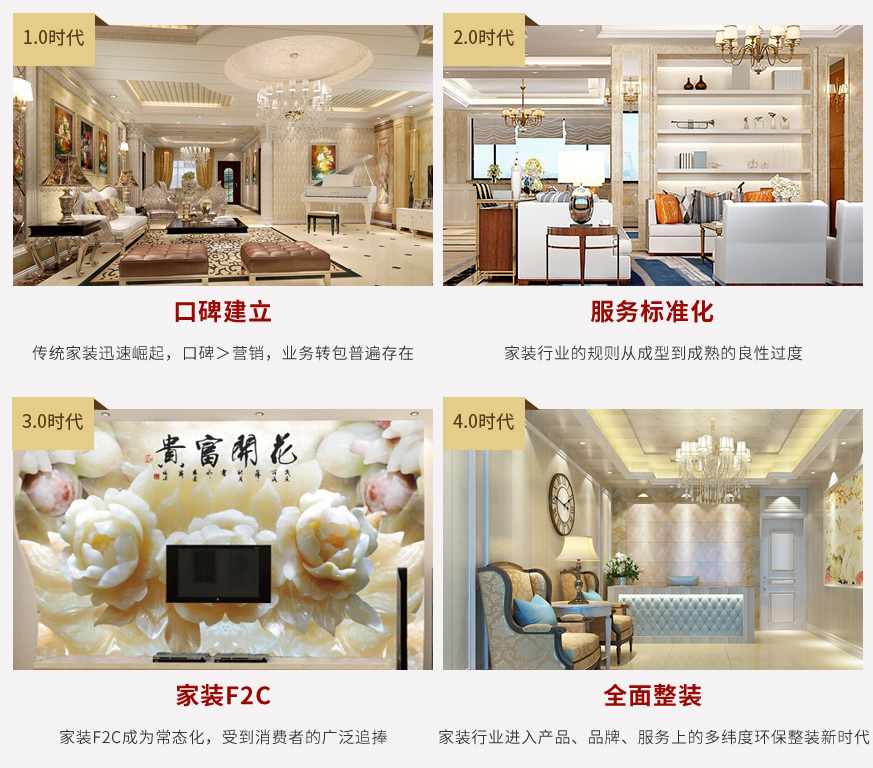 1.0时代
2.0时代
口碑建立
服务标准化
传统家装迅速崛起，口碑＞营销，业务转包普遍存在
家装行业的规则从成型到成熟的良性过度
3.0时代
4.0时代
花開富貴
家装F2C
全面整装
家装F2C成为常态化，受到消费者的广泛追捧
家装行业进入产品、品牌、服务上的多纬度环保整装新时代